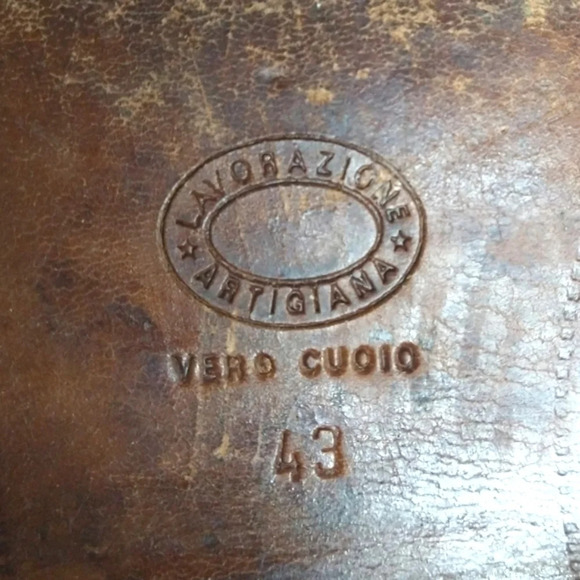 LAVORAZIONE
ARTIGIANA
VERO CUOIO
43